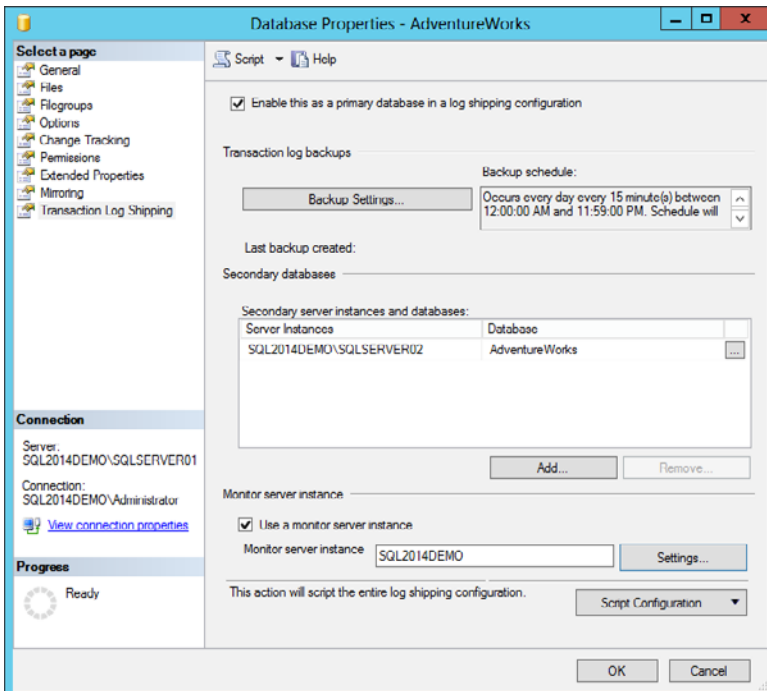 Database Properties - AdventureWorks
Select a page
General
Files
Filegroups
Options
Change Tracking
Permissions
Extended Properties
Mirroring
Transaction Log Shipping
Script
Help
Enable this as a primary database in a log shipping configuration
Transaction log backups
Backup schedule:
Backup Settings...
Occurs every day every 15 minute(s) between
12:00:00 AM and 11:59:00 PM. Schedule will
Last backup created:
Secondary databases
Secondary server instances and databases:
Server Instances Database
SQL2014DEMO\SQLSERVER02 AdventureWorks
...
Add... Remove...
Connection
Server:
SQL2014DEMO\SQLSERVER01
Connection:
SQL2014DEMO\Administrator
View connection properties
Monitor server instance
Use a monitor server instance
Monitor server instance SQL2014DEMO Settings...
Progress
Ready
This action will script the entire log shipping configuration.
Script Configuration
OK Cancel